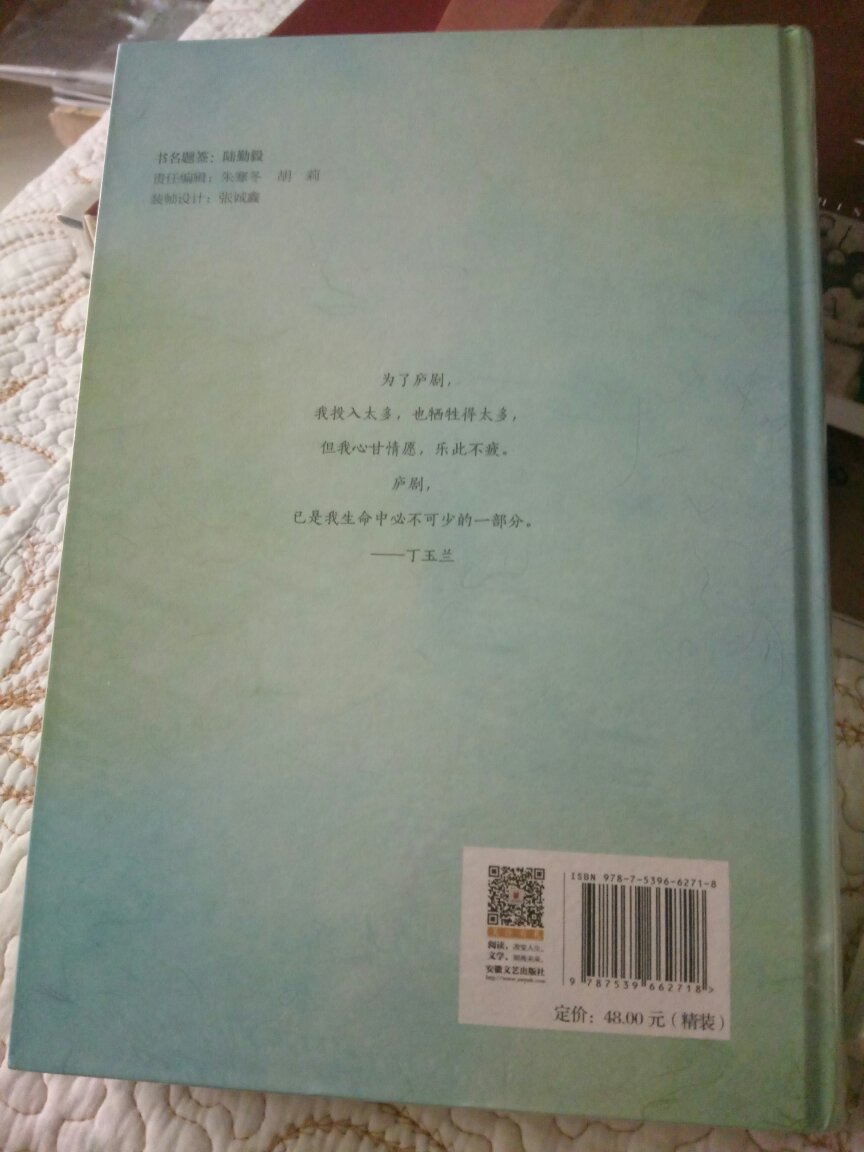 书名题签：陆勤毅
责任编辑：朱寒冬　胡　莉
装帧设计：张诚鑫
为了庐剧，
我投入太多，也牺牲得太多，
但我心甘情愿，乐此不疲。
庐剧，
已是我生命中必不可少的一部分。
——丁玉兰
ISBN 978-7-5396-6271-8
阅读，改变人生。
文学，
安徽文艺出版社
9 787539 662718 >
定价：48.00 元（精装）